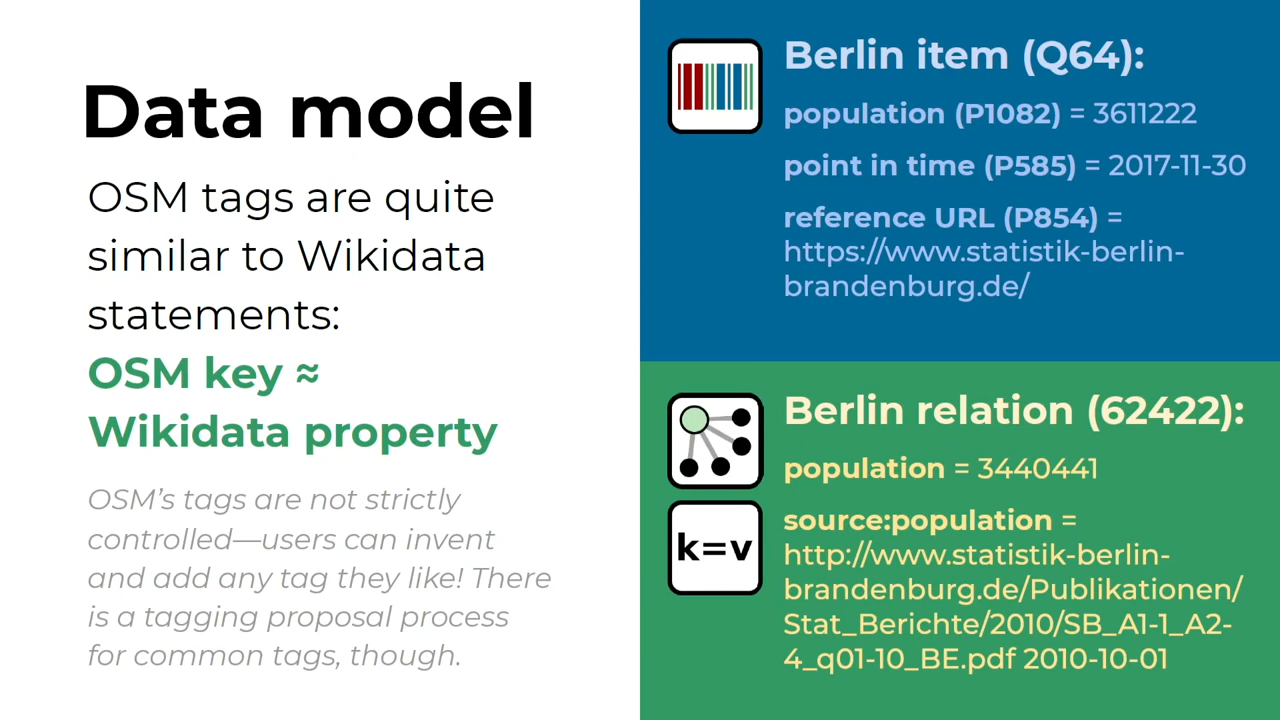 Data model
OSM tags are quite
similar to Wikidata
statements:
OSM key ≈
Wikidata property
OSM’s tags are not strictly
controlled—users can invent
and add any tag they like! There
is a tagging proposal process
for common tags, though.
Berlin item (Q64):
population (P1082) = 3611222
point in time (P585) = 2017-11-30
reference URL (P854) =
https://www.statistik-berlin-
brandenburg.de/
Berlin relation (62422):
population = 3440441
k=v
source:population =
http://www.statistik-berlin-
brandenburg.de/Publikationen/
Stat_Berichte/2010/SB_A1-1_A2-
4_q01-10_BE.pdf 2010-10-01